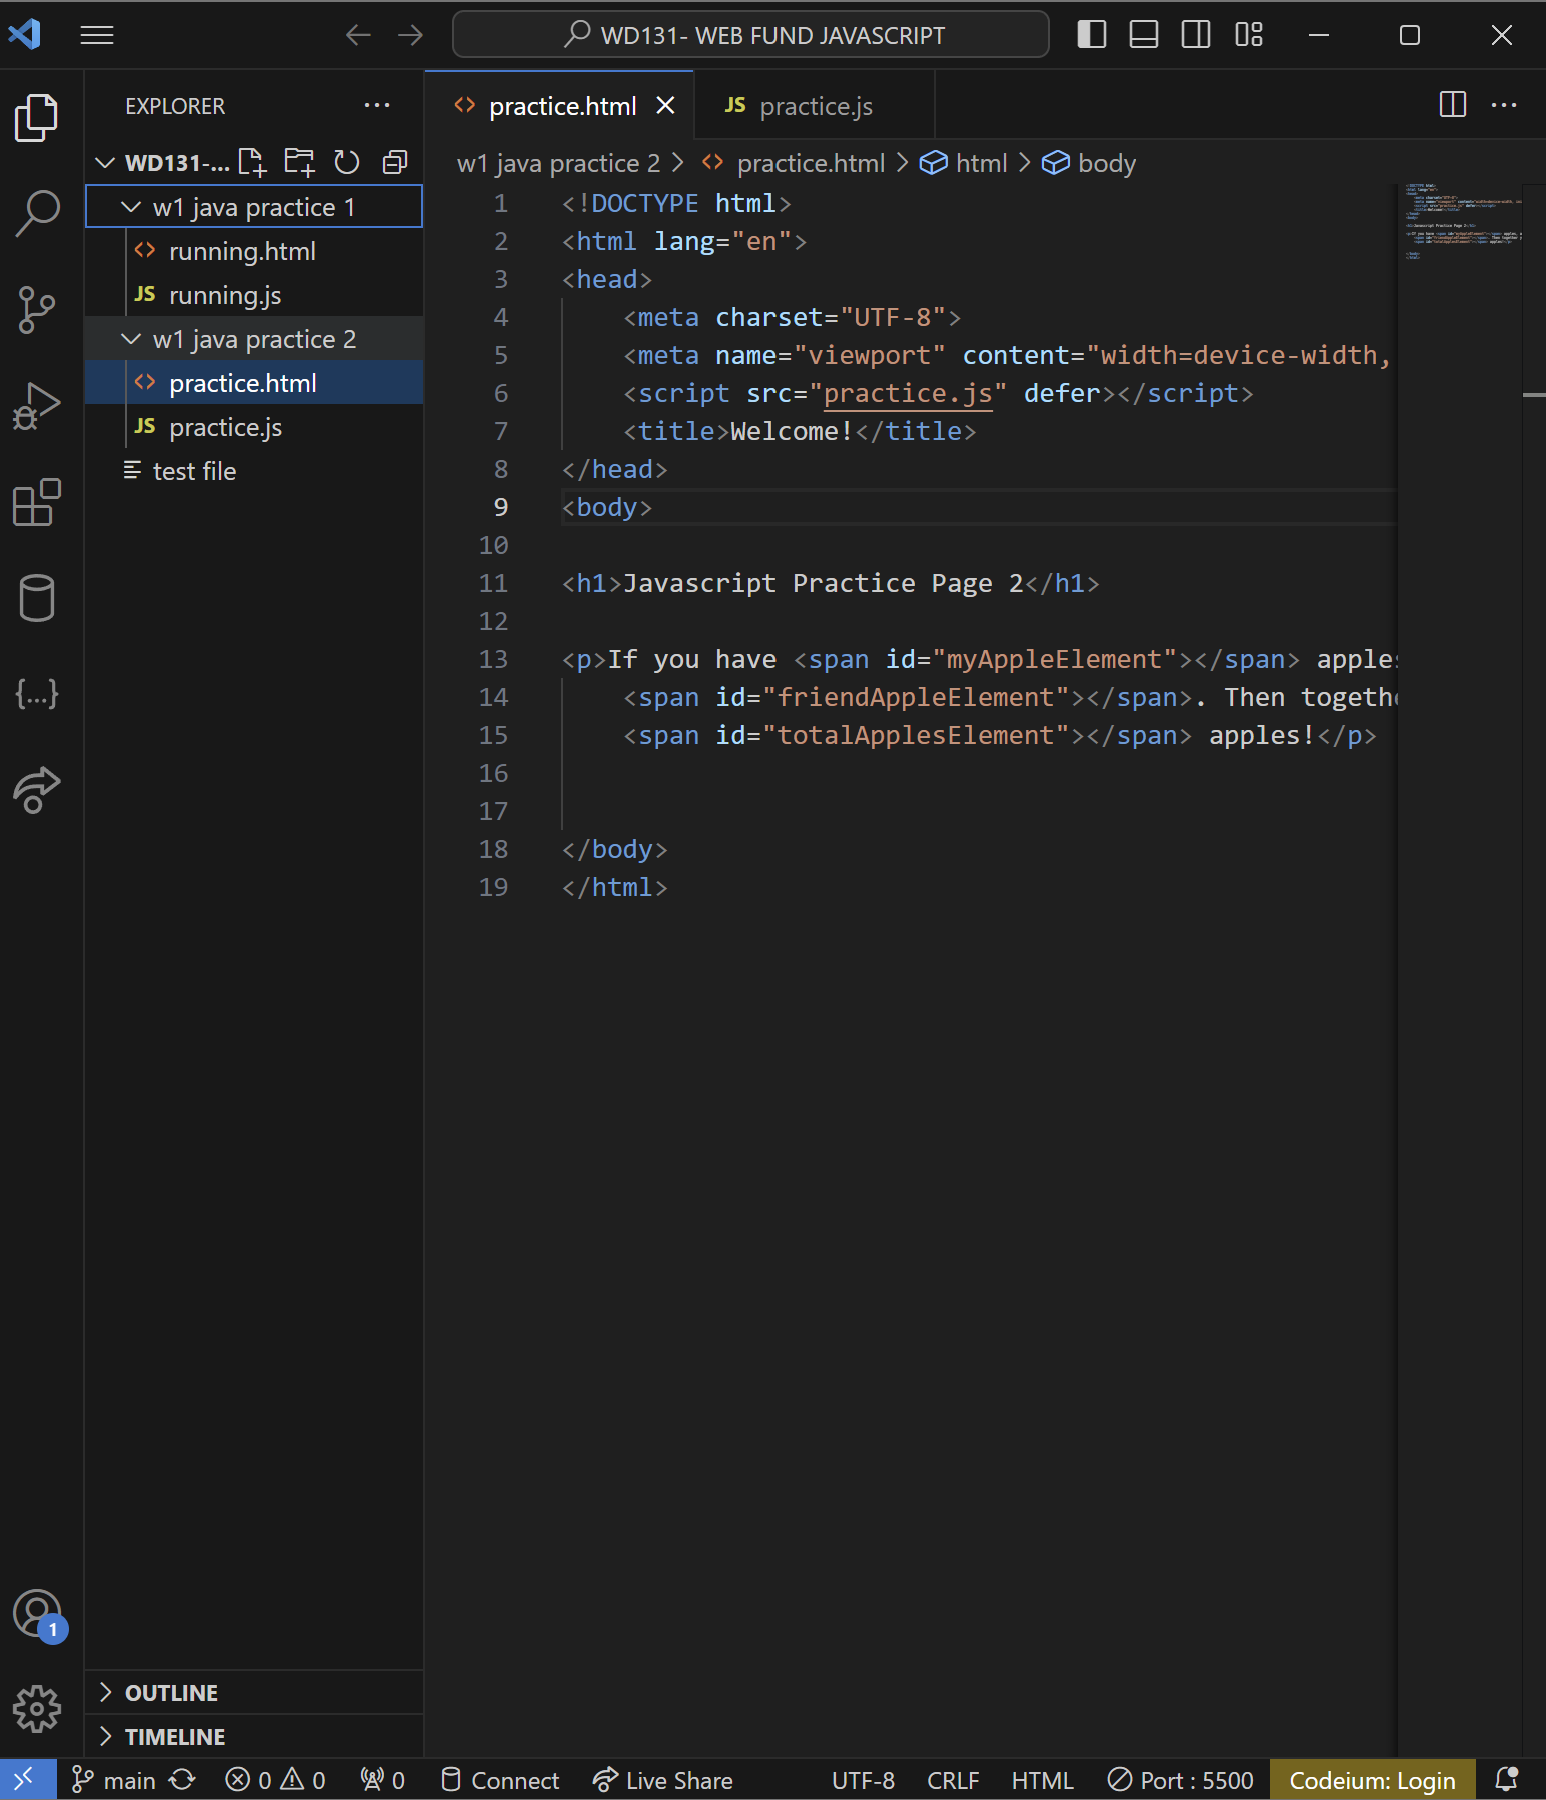 WD131- WEB FUND JAVASCRIPT
EXPLORER
WD131-...
w1 java practice 1
running.html
JS running.js
w1 java practice 2
practice.html
JS practice.js
test file
OUTLINE
TIMELINE
practice.html
JS practice.js
w1 java practice 2 > practice.html > html > body
1 <!DOCTYPE html>
2 <html lang="en">
3 <head>
4 <meta charset="UTF-8">
5 <meta name="viewport" content="width=device-width,
6 <script src="practice.js" defer></script>
7 <title>Welcome!</title>
8 </head>
9 <body>
10
11 <h1>Javascript Practice Page 2</h1>
12
13 <p>If you have <span id="myAppleElement"></span> apples
14 <span id="friendAppleElement"></span>. Then togethe
15 <span id="totalApplesElement"></span> apples!</p>
16
17
18 </body>
19 </html>
1
main 0 0 0 Connect Live Share UTF-8 CRLF HTML Port : 5500 Codeium: Login